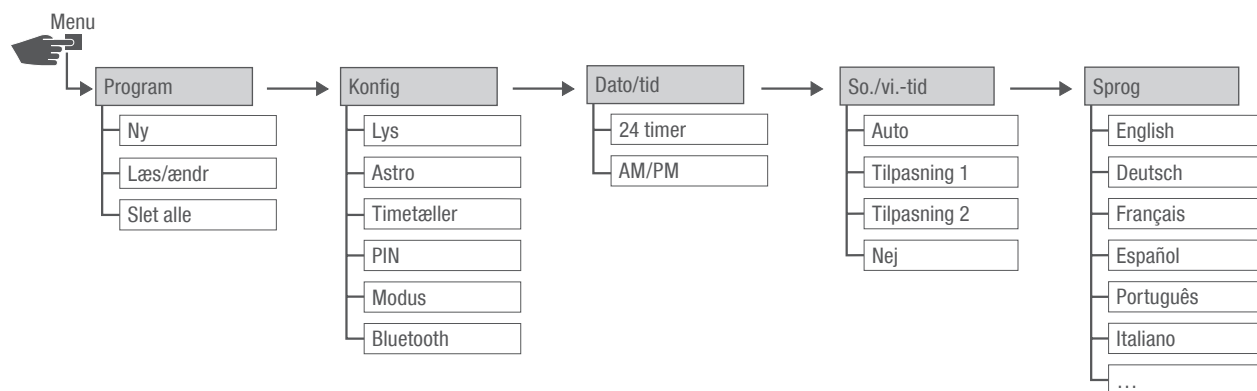 Menu
Program
Ny
Læs/ændr
Slet alle
Konfig
Lys
Astro
Timetæller
PIN
Modus
Bluetooth
Dato/tid
24 timer
AM/PM
So./vi.-tid
Auto
Tilpasning 1
Tilpasning 2
Nej
Sprog
English
Deutsch
Français
Español
Português
Italiano
…